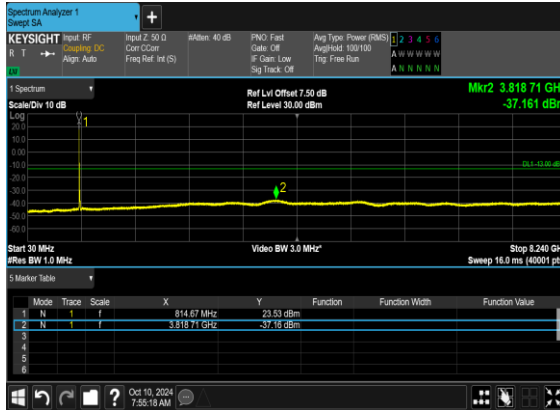 Spectrum Analyzer 1
Swept SA
KEYSIGHT
R T
Input: RF
Coupling: DC
Align: Auto
Input Z: 50 Ω
Corr CCorr
Freq Ref: Int (S)
#Atten: 40 dB
PNO: Fast
Gate: Off
IF Gain: Low
Sig Track: Off
Avg Type: Power (RMS)
Avg|Hold: 100/100
Trig: Free Run
1 2 3 4 5 6
A W W W W W
A N N N N N
1 Spectrum
Scale/Div 10 dB
Ref Lvl Offset 7.50 dB
Ref Level 30.00 dBm
Mkr2 3.818 71 GHz
-37.161 dBm
Log
20.0
10.0
0.00
-10.0
-20.0
-30.0
-40.0
-50.0
-60.0
1
2
DL1 -13.00 dB
Start 30 MHz
#Res BW 1.0 MHz
Video BW 3.0 MHz*
Stop 8.240 GH
Sweep 16.0 ms (40001 pt
5 Marker Table
Mode Trace Scale X Y Function Function Width Function Value
1 N 1 f 814.67 MHz 23.53 dBm
2 N 1 f 3.818 71 GHz -37.16 dBm
3
4
5
6
?
Oct 10, 2024
7:55:18 AM